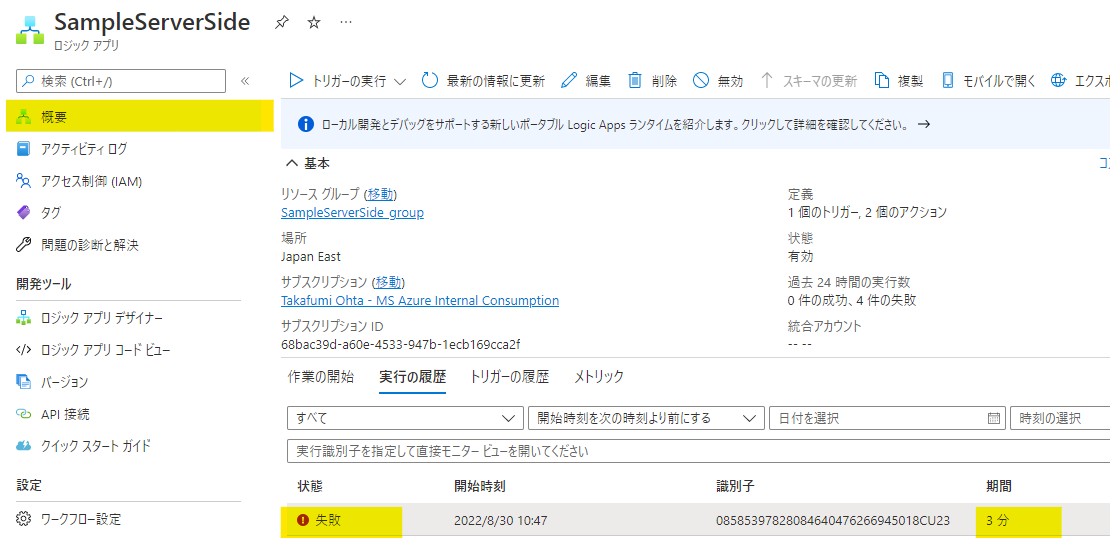 SampleServerSide
ロジック アプリ
検索 (Ctrl+/)
概要
アクティビティ ログ
アクセス制御 (IAM)
タグ
問題の診断と解決
開発ツール
ロジック アプリ デザイナー
ロジック アプリ コード ビュー
バージョン
API 接続
クイック スタート ガイド
設定
ワークフロー設定
トリガーの実行 最新の情報に更新 編集 削除 無効 スキーマの更新 複製 モバイルで開く エクスポ
ローカル開発とデバッグをサポートする新しいポータブル Logic Apps ランタイムを紹介します。クリックして詳細を確認してください。 →
基本
リソース グループ (移動)
SampleServerSide_group
場所
Japan East
サブスクリプション (移動)
Takafumi Ohta - MS Azure Internal Consumption
サブスクリプション ID
68bac39d-a60e-4533-947b-1ecb169cca2f
定義
1 個のトリガー, 2 個のアクション
状態
有効
過去 24 時間の実行数
0 件の成功、4 件の失敗
統合アカウント
-- --
作業の開始 実行の履歴 トリガーの履歴 メトリック
すべて 開始時刻を次の時刻より前にする 日付を選択 時刻の選択
実行識別子を指定して直接モニター ビューを開いてください
状態 開始時刻 識別子 期間
失敗 2022/8/30 10:47 08585397828084640476266945018CU23 3 分